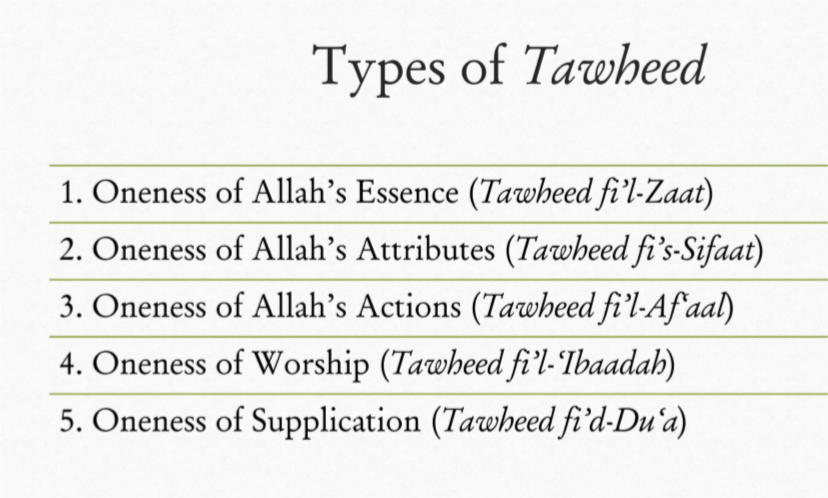 Types of Tawheed
1. Oneness of Allah’s Essence (Tawheed fi’l-Zaat)
2. Oneness of Allah’s Attributes (Tawheed fi’s-Sifaat)
3. Oneness of Allah’s Actions (Tawheed fi’l-Af‘aal)
4. Oneness of Worship (Tawheed fi’l-‘Ibaadah)
5. Oneness of Supplication (Tawheed fi’d-Du‘a)